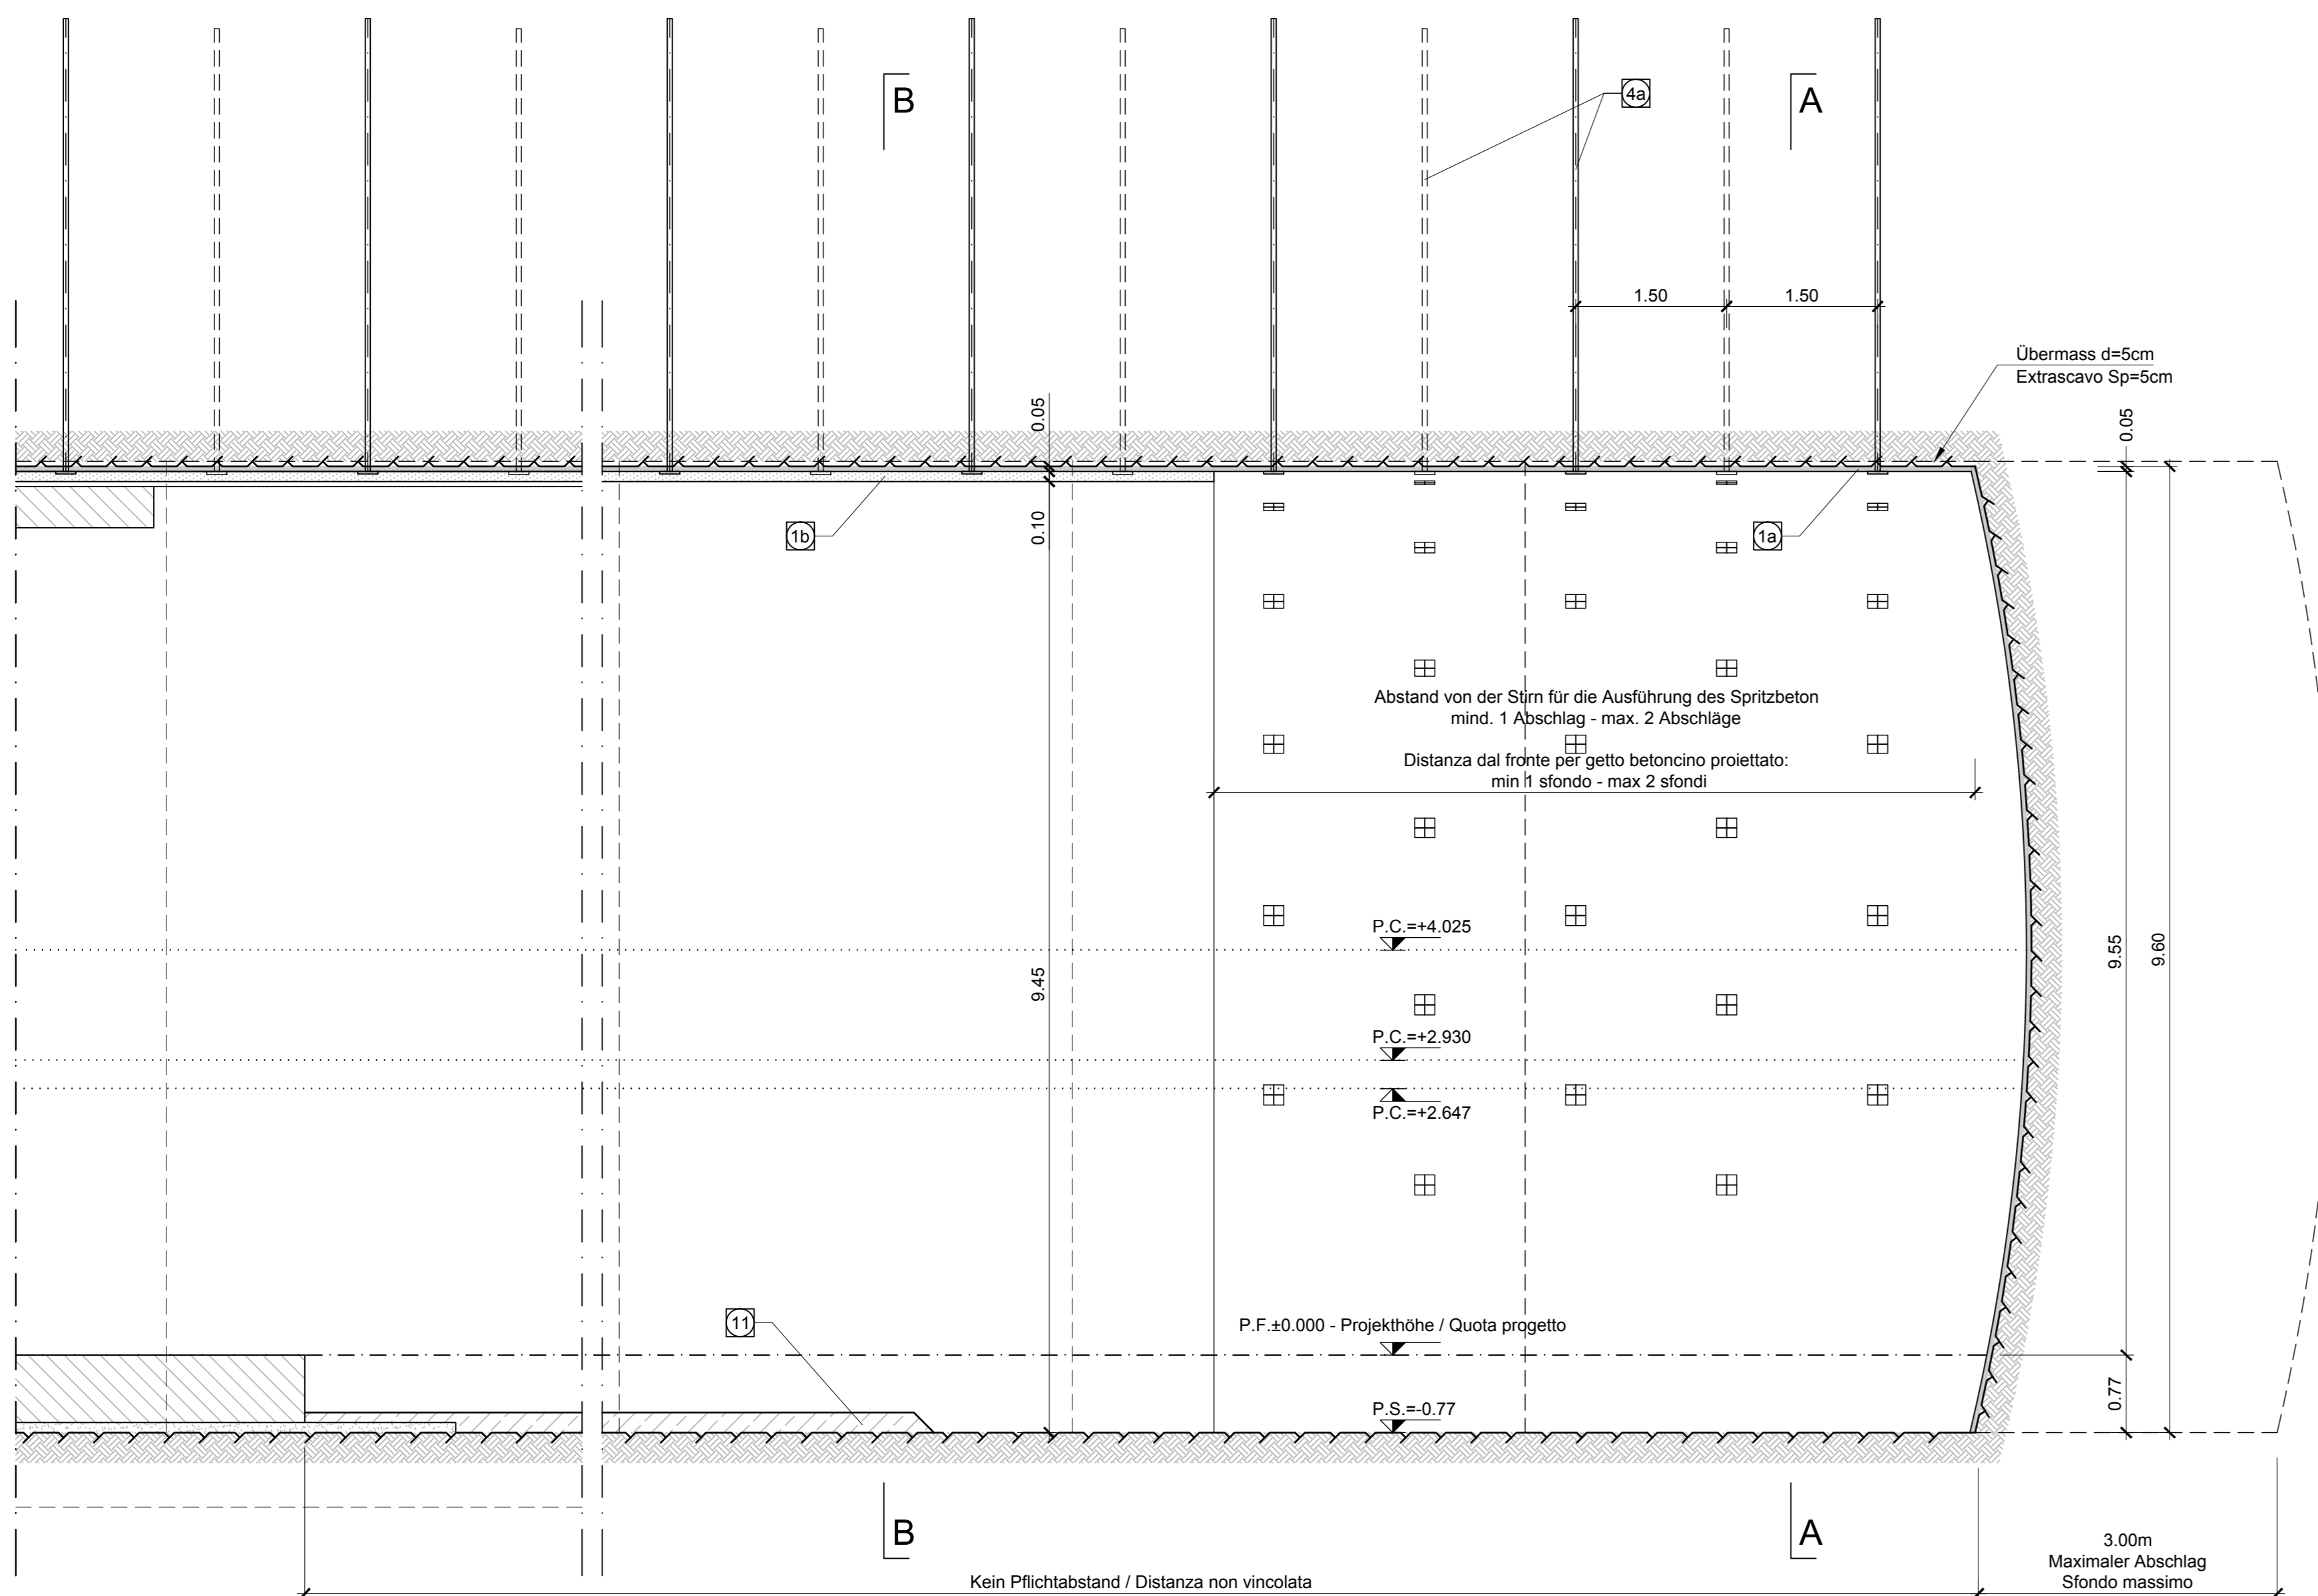 B
4a
A
1.50
1.50
Übermass d=5cm
Extrascavo Sp=5cm
0.05
0.05
0.10
1b
1a
Abstand von der Stirn für die Ausführung des Spritzbeton
mind. 1 Abschlag - max. 2 Abschläge
Distanza dal fronte per getto betoncino proiettato:
min 1 sfondo - max 2 sfondi
P.C.=+4.025
9.45
9.55
9.60
P.C.=+2.930
P.C.=+2.647
11
P.F.±0.000 - Projekthöhe / Quota progetto
0.77
P.S.=-0.77
B
A
3.00m
Maximaler Abschlag
Sfondo massimo
Kein Pflichtabstand / Distanza non vincolata